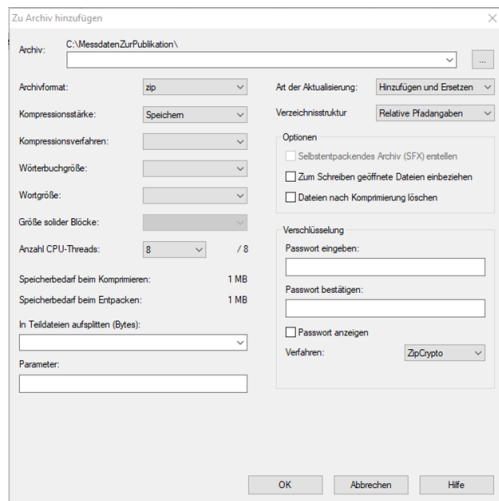 Zu Archiv hinzufügen
C:\MessdatenZurPublikation\
Archiv:
...
Archivformat: zip
Art der Aktualisierung: Hinzufügen und Ersetzen
Kompressionsstärke: Speichern
Verzeichnisstruktur Relative Pfadangaben
Kompressionsverfahren:
Optionen
Selbstentpackendes Archiv (SFX) erstellen
Wörterbuchgröße:
Zum Schreiben geöffnete Dateien einbeziehen
Wortgröße:
Dateien nach Komprimierung löschen
Größe solider Blöcke:
Verschlüsselung
Anzahl CPU-Threads: 8 / 8
Passwort eingeben:
Speicherbedarf beim Komprimieren: 1 MB
Speicherbedarf beim Entpacken: 1 MB
Passwort bestätigen:
In Teildateien aufsplitten (Bytes):
Passwort anzeigen
Verfahren: ZipCrypto
Parameter:
OK
Abbrechen
Hilfe